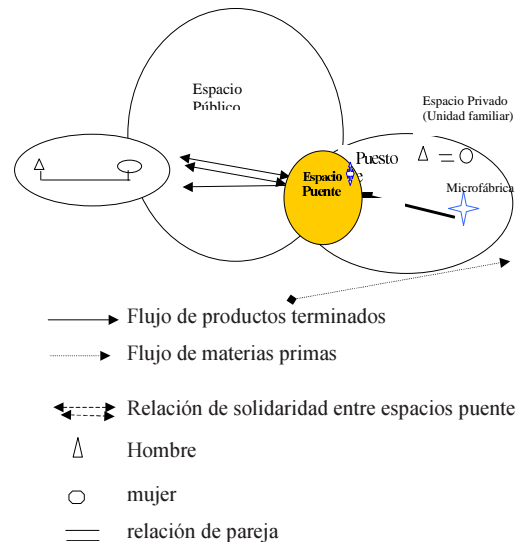 Espacio
Público
Espacio Privado
(Unidad familiar)
Puesto
Espacio
Puente
Microfábrica
Flujo de productos terminados
Flujo de materias primas
Relación de solidaridad entre espacios puente
Hombre
mujer
relación de pareja